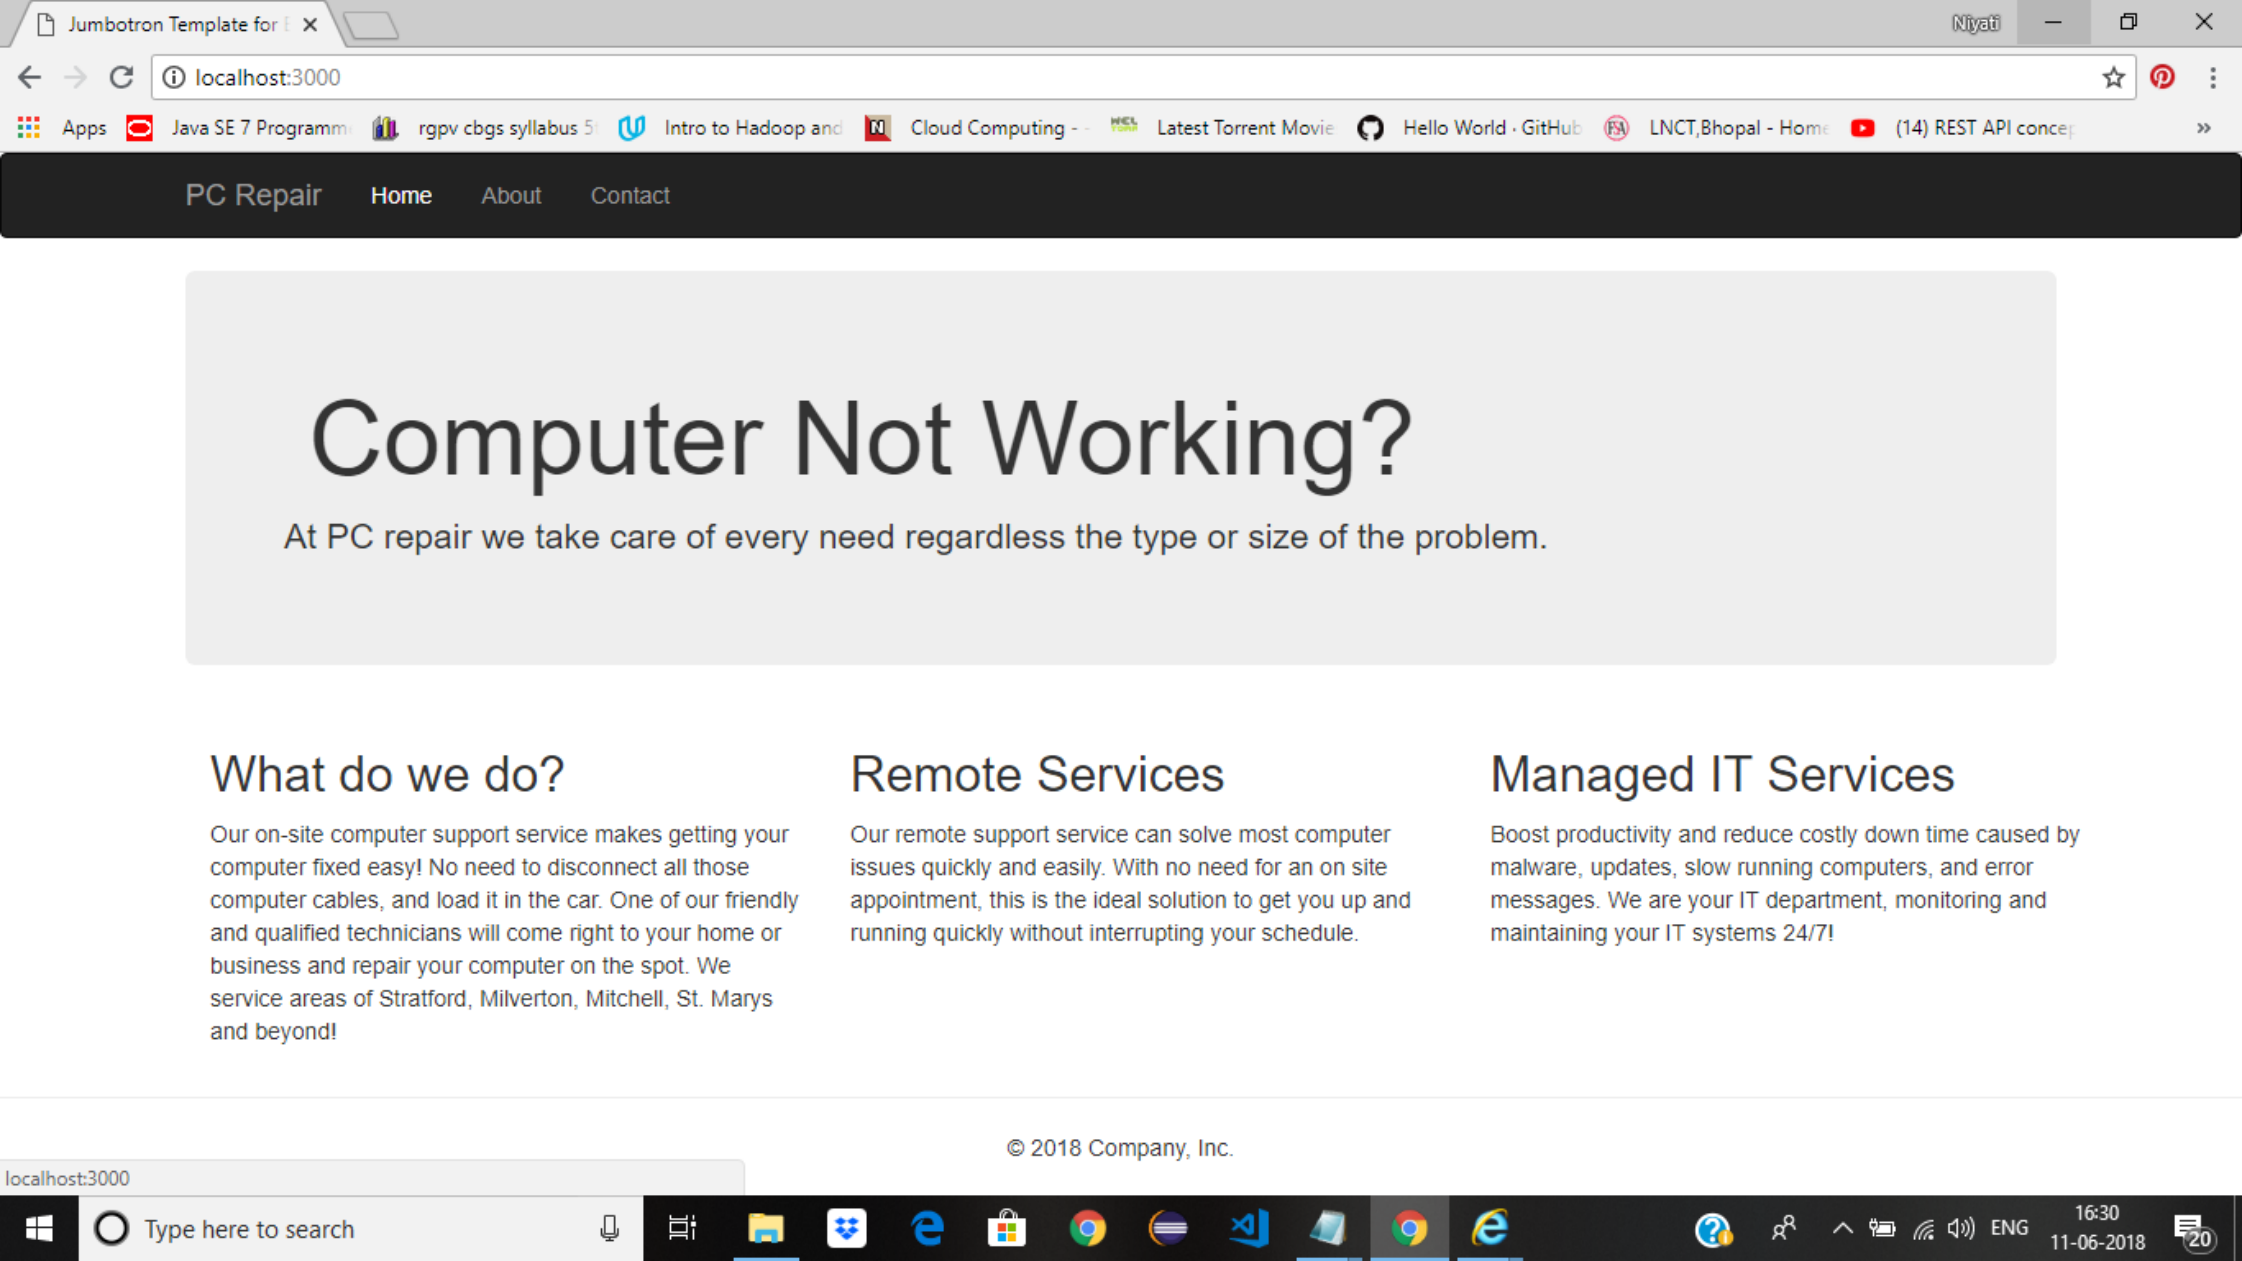 Jumbotron Template for
Niyati
localhost:3000
Apps
Java SE 7 Programm
rgpv cbgs syllabus 5
Intro to Hadoop and
Cloud Computing -
Latest Torrent Movie
Hello World · GitHub
LNCT,Bhopal - Home
(14) REST API concep
»
PC Repair Home About Contact
Computer Not Working?
At PC repair we take care of every need regardless the type or size of the problem.
What do we do?
Our on-site computer support service makes getting your
computer fixed easy! No need to disconnect all those
computer cables, and load it in the car. One of our friendly
and qualified technicians will come right to your home or
business and repair your computer on the spot. We
service areas of Stratford, Milverton, Mitchell, St. Marys
and beyond!
Remote Services
Our remote support service can solve most computer
issues quickly and easily. With no need for an on site
appointment, this is the ideal solution to get you up and
running quickly without interrupting your schedule.
Managed IT Services
Boost productivity and reduce costly down time caused by
malware, updates, slow running computers, and error
messages. We are your IT department, monitoring and
maintaining your IT systems 24/7!
© 2018 Company, Inc.
localhost:3000
Type here to search
ENG
16:30
11-06-2018
20